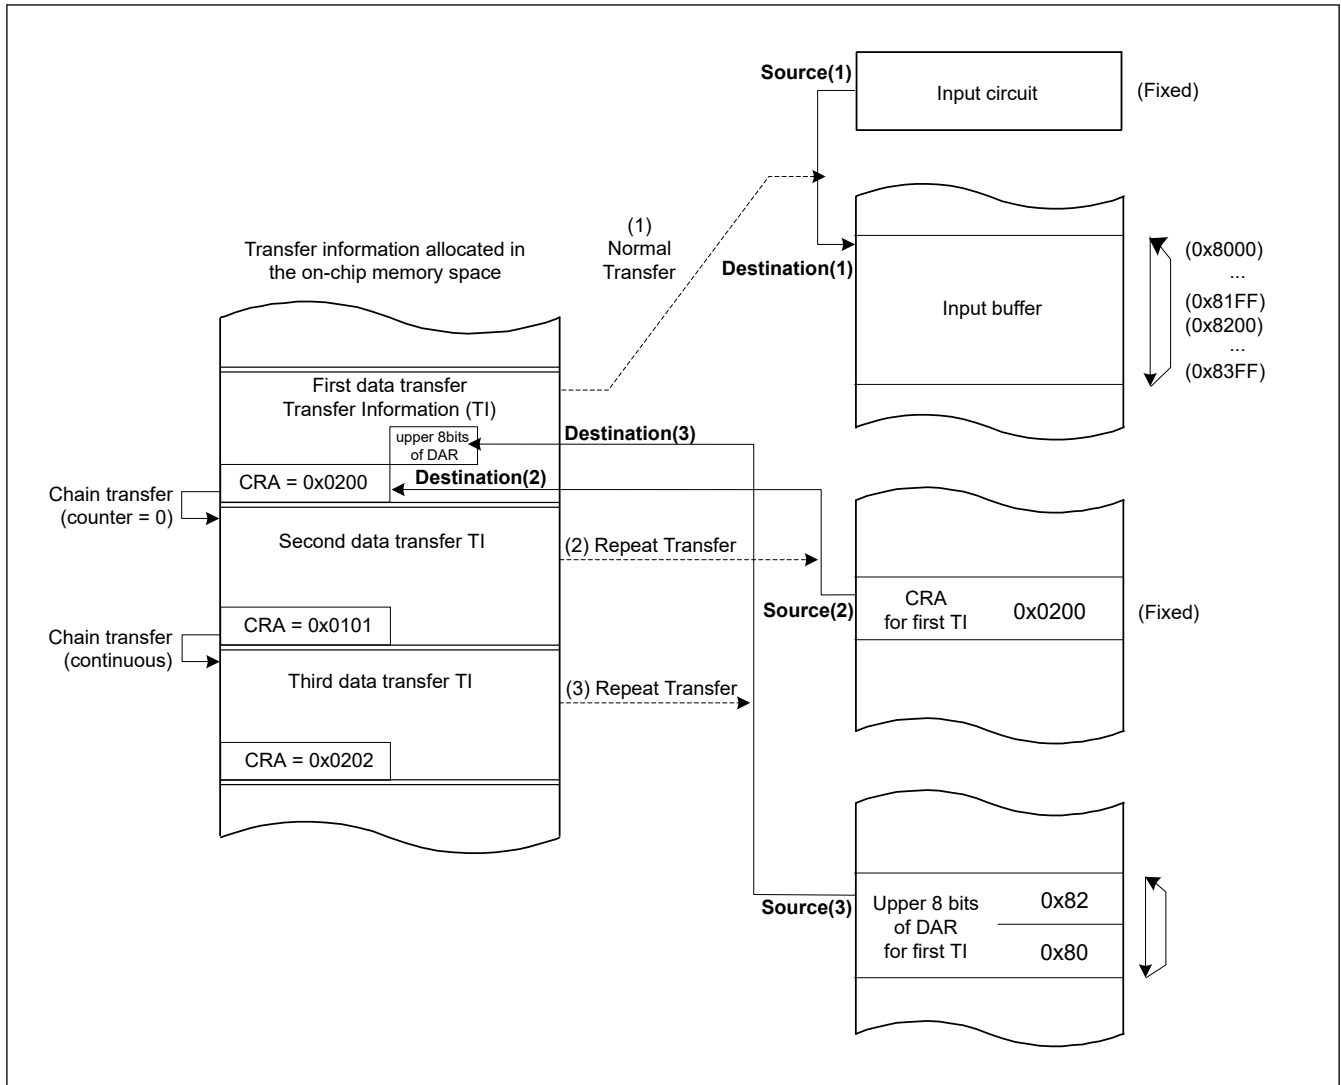 Source(1)
Input circuit
(Fixed)
(1)
Normal
Transfer
Transfer information allocated in
the on-chip memory space
Destination(1)
Input buffer
(0x8000)
...
(0x81FF)
(0x8200)
...
(0x83FF)
First data transfer
Transfer Information (TI)
upper 8bits
of DAR
Destination(3)
CRA = 0x0200
Destination(2)
Chain transfer
(counter = 0)
Second data transfer TI
(2) Repeat Transfer
CRA
for first TI
0x0200
(Fixed)
Source(2)
CRA = 0x0101
Chain transfer
(continuous)
Third data transfer TI
(3) Repeat Transfer
CRA = 0x0202
Source(3)
Upper 8 bits
of DAR
for first TI
0x82
0x80